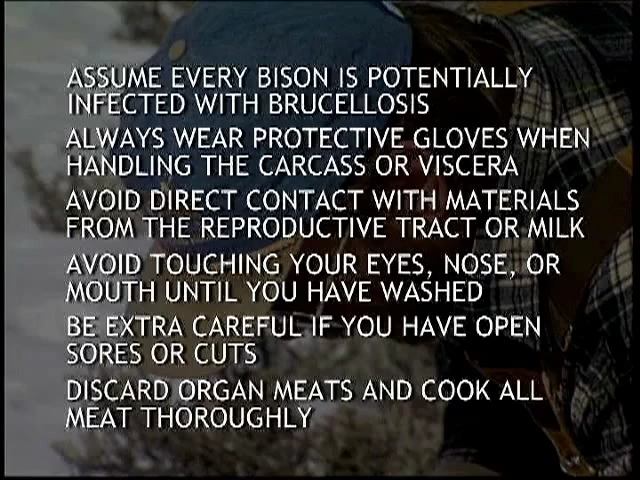 ASSUME EVERY BISON IS POTENTIALLY
INFECTED WITH BRUCELLOSIS
ALWAYS WEAR PROTECTIVE GLOVES WHEN
HANDLING THE CARCASS OR VISCERA
AVOID DIRECT CONTACT WITH MATERIALS
FROM THE REPRODUCTIVE TRACT OR MILK
AVOID TOUCHING YOUR EYES, NOSE, OR
MOUTH UNTIL YOU HAVE WASHED
BE EXTRA CAREFUL IF YOU HAVE OPEN
SORES OR CUTS
DISCARD ORGAN MEATS AND COOK ALL
MEAT THOROUGHLY